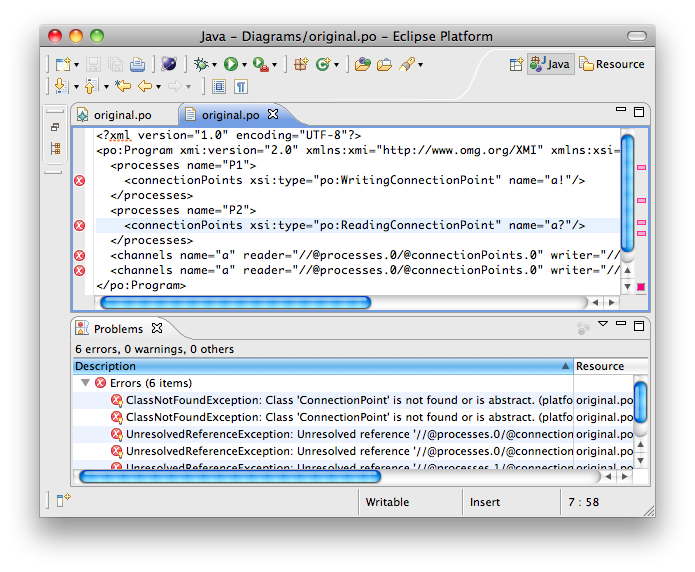 Java – Diagrams/original.po – Eclipse Platform
Java
Resource
original.po
original.po
<?xml version="1.0" encoding="UTF-8"?>
<po:Program xmi:version="2.0" xmlns:xmi="http://www.omg.org/XMI" xmlns:xsi=
<processes name="P1">
<connectionPoints xsi:type="po:WritingConnectionPoint" name="a!"/>
</processes>
<processes name="P2">
<connectionPoints xsi:type="po:ReadingConnectionPoint" name="a?"/>
</processes>
<channels name="a" reader="//@processes.0/@connectionPoints.0" writer="//
<channels name="a" reader="//@processes.0/@connectionPoints.0" writer="//
</po:Program>
Problems
6 errors, 0 warnings, 0 others
Description Resource
Errors (6 items)
ClassNotFoundException: Class 'ConnectionPoint' is not found or is abstract. (platfo original.po
ClassNotFoundException: Class 'ConnectionPoint' is not found or is abstract. (platfo original.po
UnresolvedReferenceException: Unresolved reference '//@processes.0/@connection original.po
UnresolvedReferenceException: Unresolved reference '//@processes.0/@connection original.po
UnresolvedReferenceException: Unresolved reference '//@processes.1/@connection original.po
Writable Insert 7 : 58